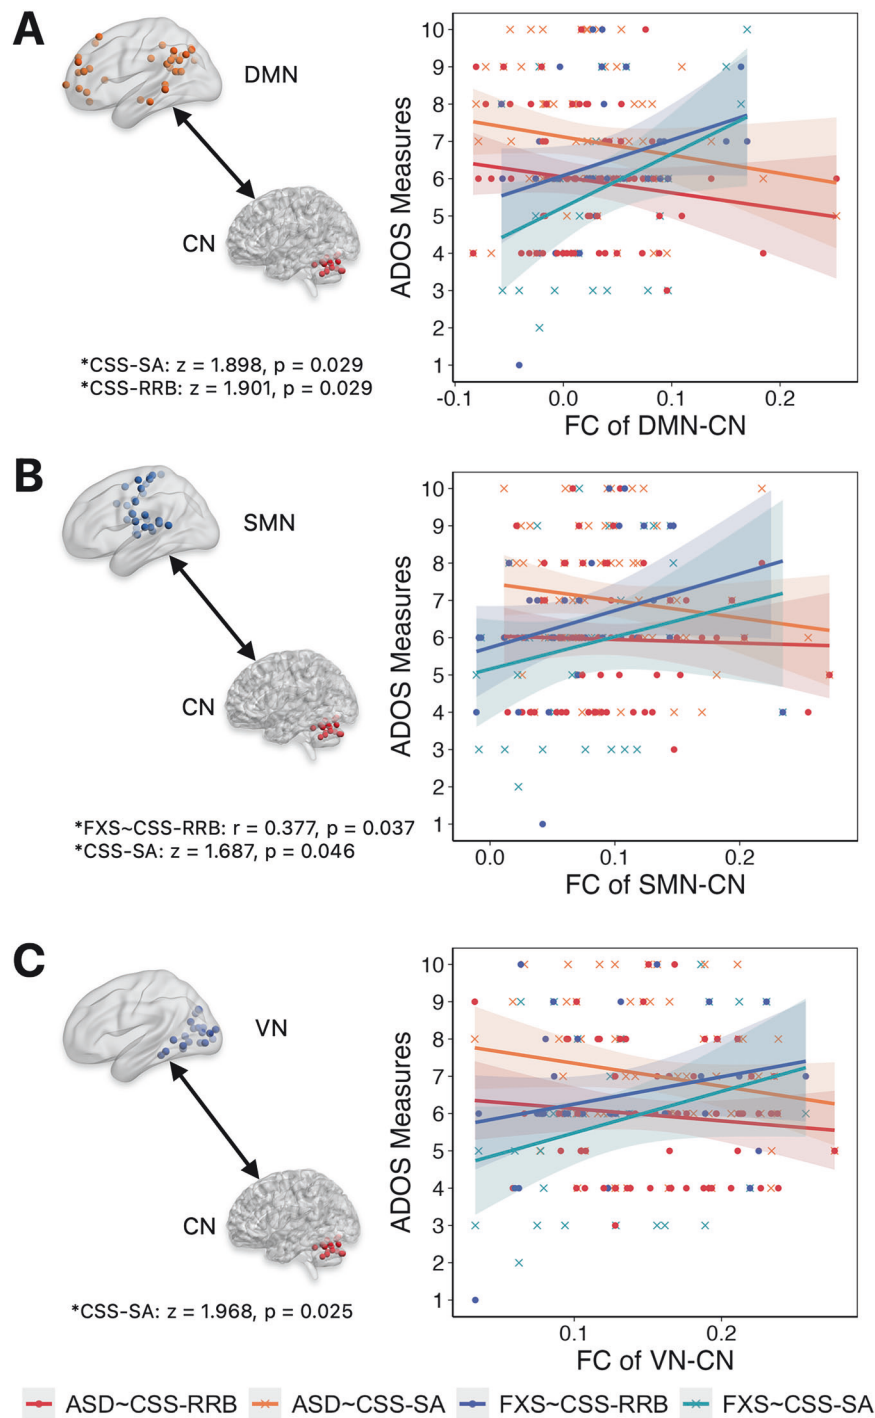 A
DMN
CN
*CSS-SA: z = 1.898, p = 0.029
*CSS-RRB: z = 1.901, p = 0.029
ADOS Measures
10
9
8
7
6
5
4
3
2
1
-0.1 0.0 0.1 0.2
FC of DMN-CN
B
SMN
CN
*FXS~CSS-RRB: r = 0.377, p = 0.037
*CSS-SA: z = 1.687, p = 0.046
ADOS Measures
10
9
8
7
6
5
4
3
2
1
0.0 0.1 0.2
FC of SMN-CN
C
VN
CN
*CSS-SA: z = 1.968, p = 0.025
ADOS Measures
10
9
8
7
6
5
4
3
2
1
0.1 0.2
FC of VN-CN
ASD~CSS-RRB ASD~CSS-SA FXS~CSS-RRB FXS~CSS-SA